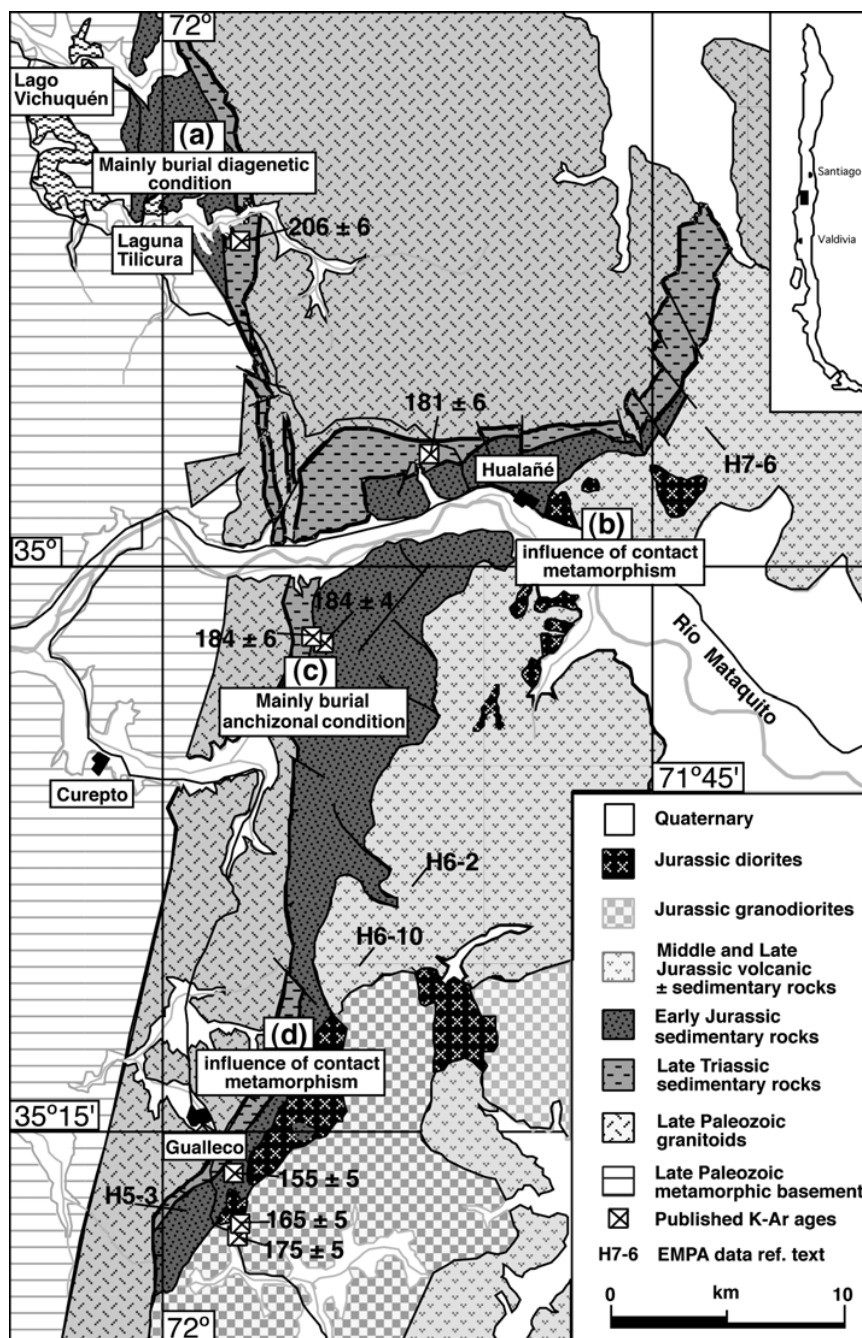 72°
Lago
Vichuquén
(a)
Mainly burial diagenetic
condition
Santiago
Valdivia
206 ± 6
Laguna
Tilicura
181 ± 6
Hualañé
H7-6
35°
(b)
influence of contact
metamorphism
184 ± 4
184 ± 6
(c)
Mainly burial
anchizonal condition
Río Mataquito
Curepto
71°45'
H6-2
H6-10
(d)
influence of contact
metamorphism
35°15'
Gualleco
H5-3
155 ± 5
165 ± 5
175 ± 5
72°
Quaternary
Jurassic diorites
Jurassic granodiorites
Middle and Late
Jurassic volcanic
± sedimentary rocks
Early Jurassic
sedimentary rocks
Late Triassic
sedimentary rocks
Late Paleozoic
granitoids
Late Paleozoic
metamorphic basement
Published K-Ar ages
H7-6 EMPA data ref. text
0 km 10